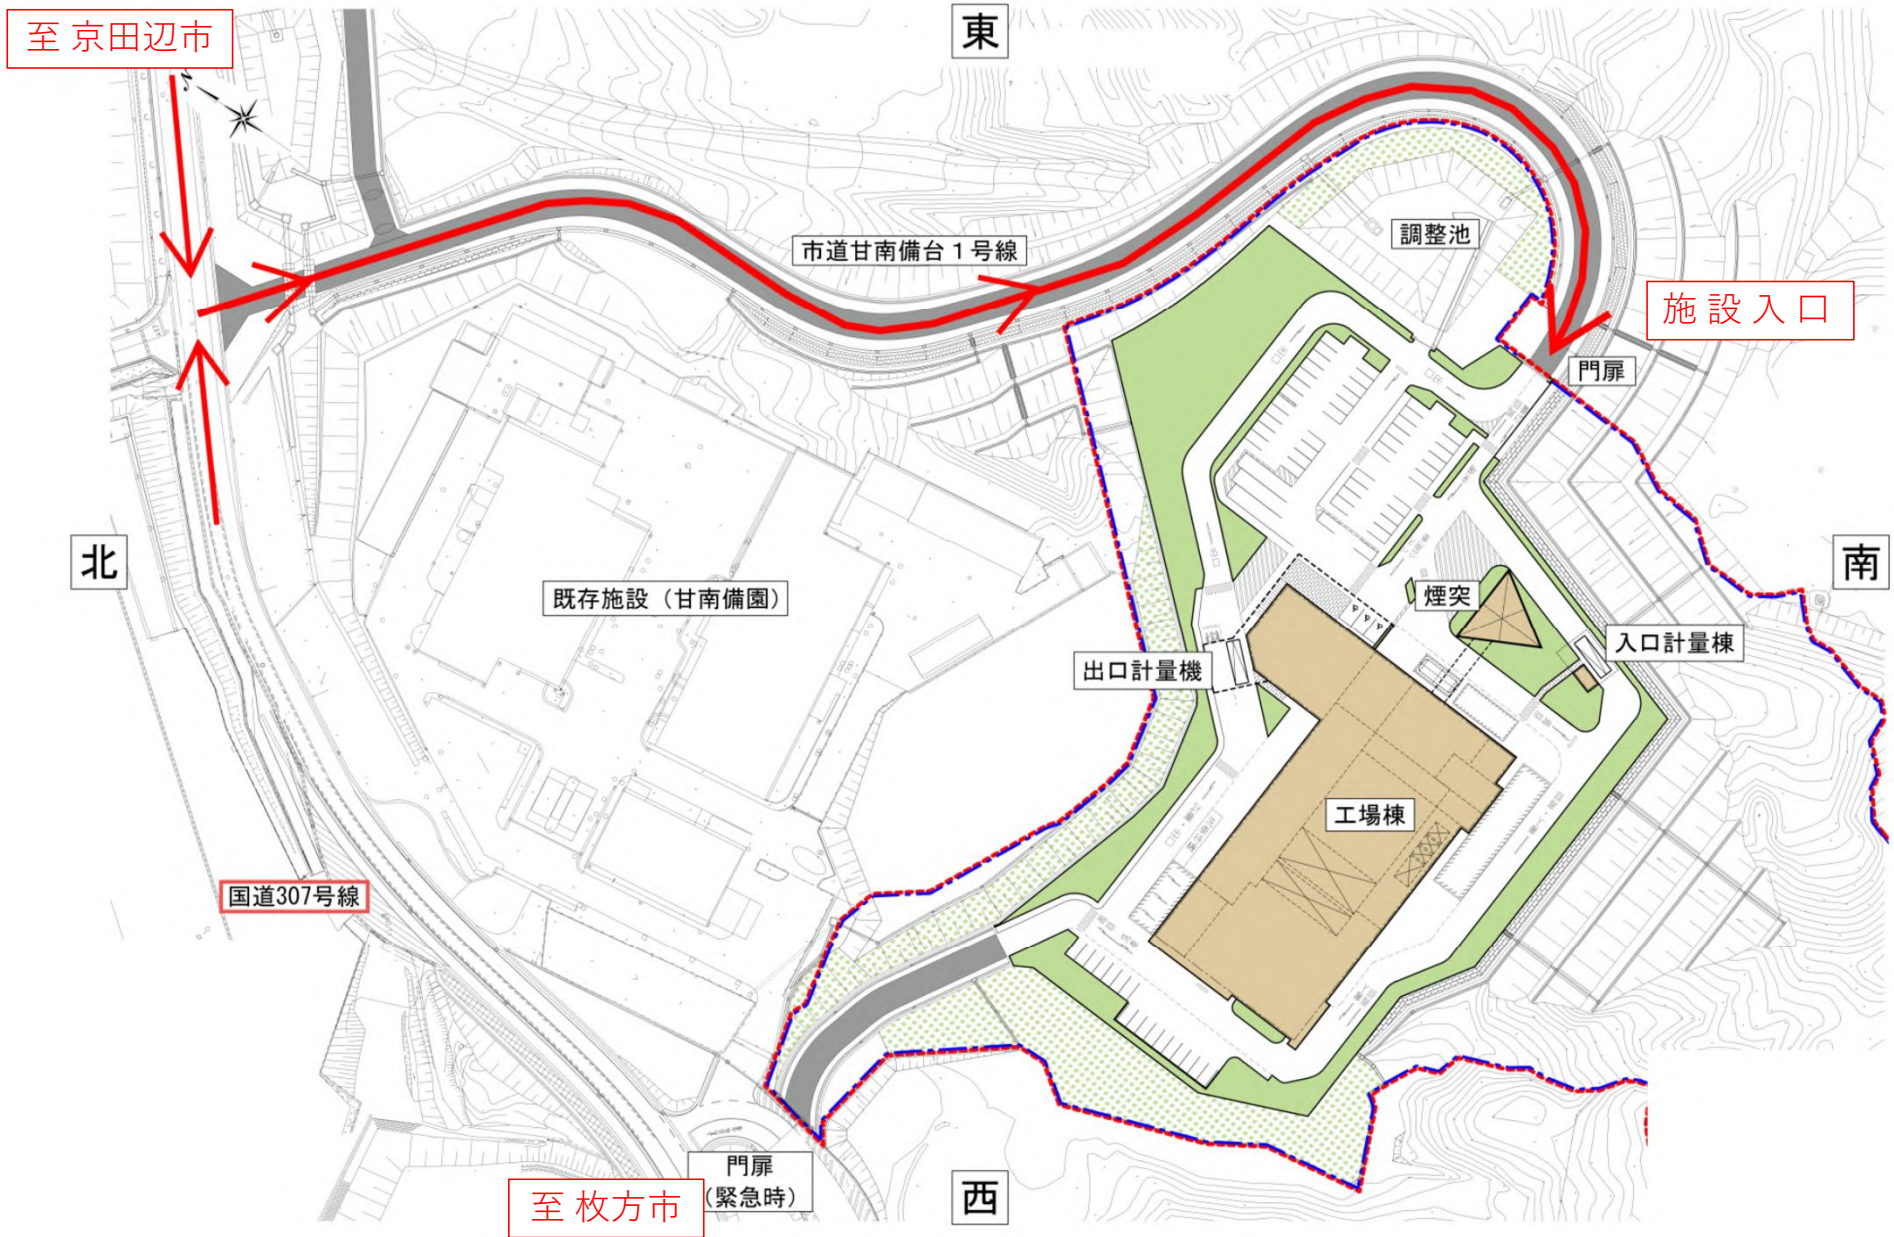 至 京田辺市
東
市道甘南備台１号線
調整池
施 設 入 口
門扉
北
南
既存施設（甘南備園）
煙突
入口計量棟
出口計量機
工場棟
国道307号線
門扉
（緊急時）
至 枚方市
西